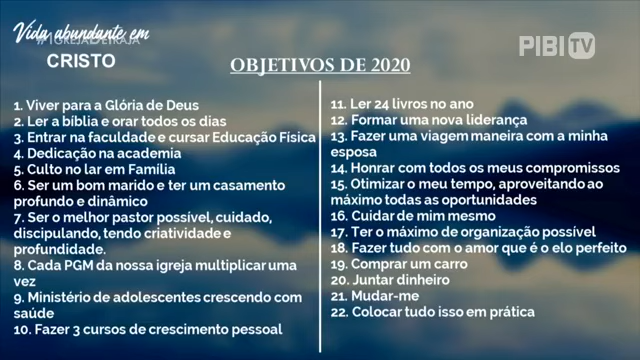 Vida abundante em
#IGREJADEITAJA
CRISTO
PIBI TV
OBJETIVOS DE 2020
1. Viver para a Glória de Deus
2. Ler a bíblia e orar todos os dias
3. Entrar na faculdade e cursar Educação Física
4. Dedicação na academia
5. Culto no lar em Família
6. Ser um bom marido e ter um casamento
profundo e dinâmico
7. Ser o melhor pastor possível, cuidado,
discipulando, tendo criatividade e
profundidade.
8. Cada PGM da nossa igreja multiplicar uma
vez
9. Ministério de adolescentes crescendo com
saúde
10. Fazer 3 cursos de crescimento pessoal
11. Ler 24 livros no ano
12. Formar uma nova liderança
13. Fazer uma viagem maneira com a minha
esposa
14. Honrar com todos os meus compromissos
15. Otimizar o meu tempo, aproveitando ao
máximo todas as oportunidades
16. Cuidar de mim mesmo
17. Ter o máximo de organização possível
18. Fazer tudo com o amor que é o elo perfeito
19. Comprar um carro
20. Juntar dinheiro
21. Mudar-me
22. Colocar tudo isso em prática